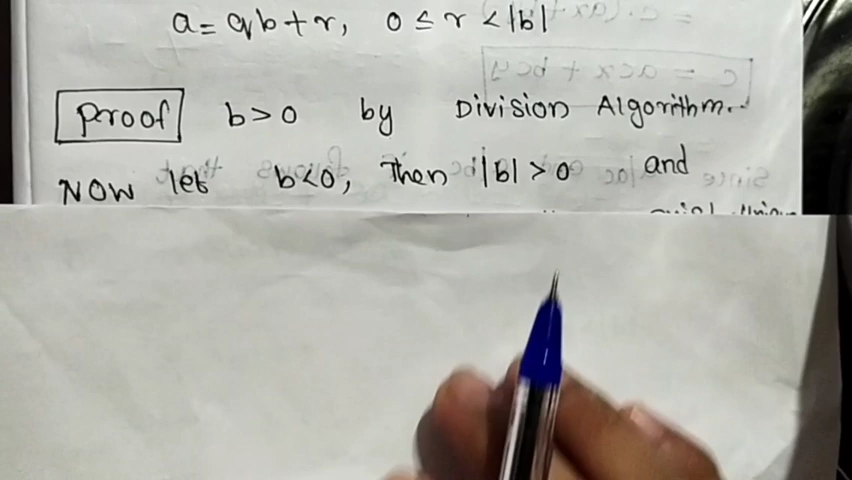 a = qb + r, 0 ≤ r < |b|
Proof b > 0 by Division Algorithm.
NOW let b < 0, Then |b| > 0 and